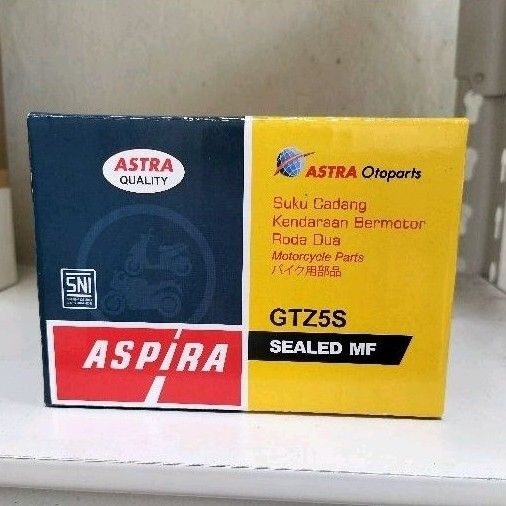 ASTRA
QUALITY
SNI
ASPIRA
ASTRA Otoparts
Suku Cadang
Kendaraan Bermotor
Roda Dua
Motorcycle Parts
バイク用部品
GTZ5S
SEALED MF